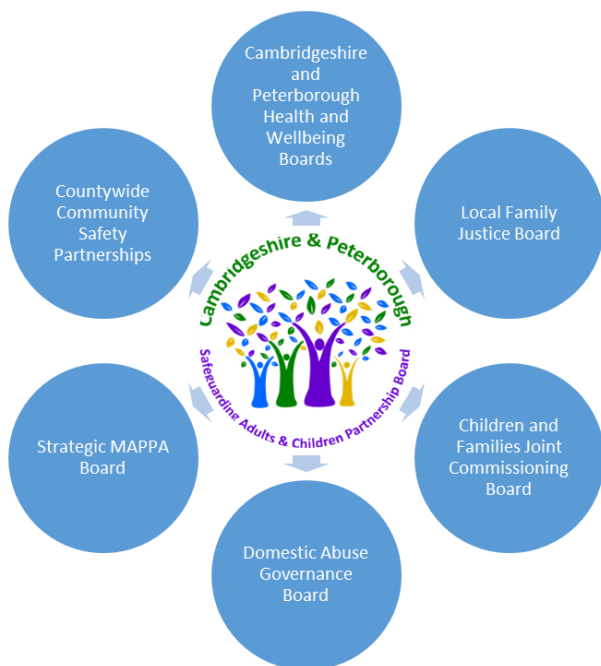 Cambridgeshire
and
Peterborough
Health and
Wellbeing
Boards
Countywide
Community
Safety
Partnerships
Local Family
Justice Board
Cambridgeshire & Peterborough
Safeguarding Adults & Children Partnership Board
Strategic MAPPA
Board
Children and
Families Joint
Commissioning
Board
Domestic Abuse
Governance
Board